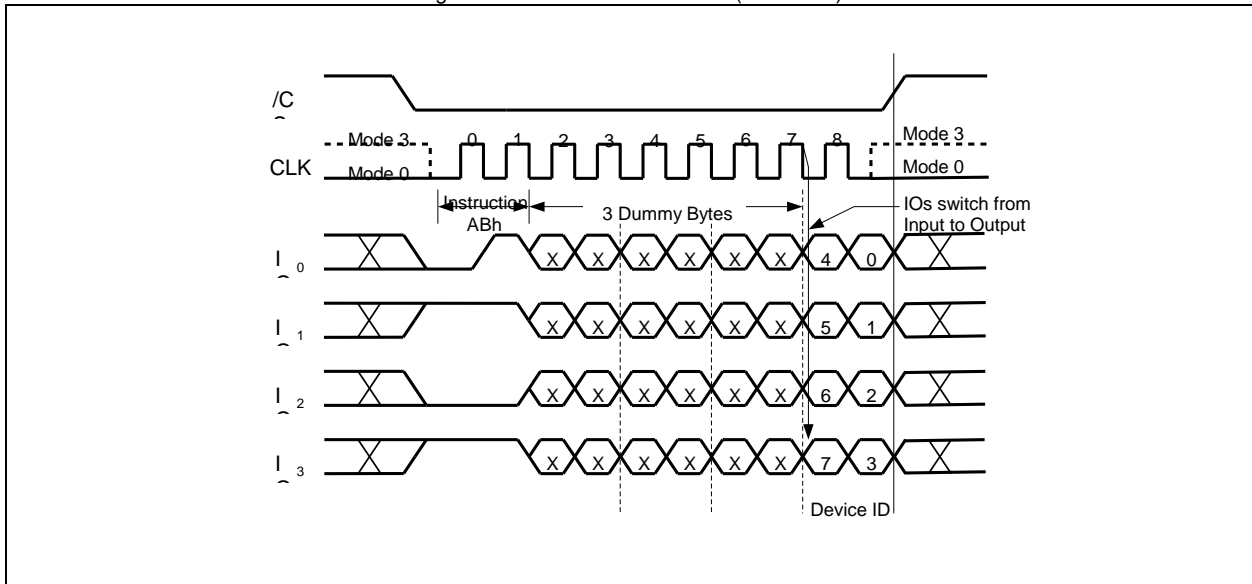 /C
Mode 3 0 1 2 3 4 5 6 7 8 Mode 3
CLK Mode 0 Mode 0
Instruction
ABh
3 Dummy Bytes
IOs switch from
Input to Output
I 0 X X X X X X 4 0
I 1 X X X X X X 5 1
I 2 X X X X X X 6 2
I 3 X X X X X X 7 3
Device ID